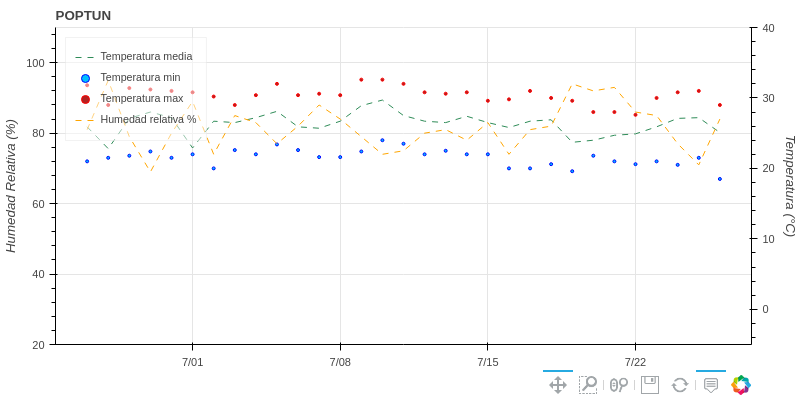 POPTUN
Temperatura media
Temperatura min
Temperatura max
Humedad relativa %
Humedad Relativa (%)
100
80
60
40
20
Temperatura (°C)
40
30
20
10
0
7/01
7/08
7/15
7/22